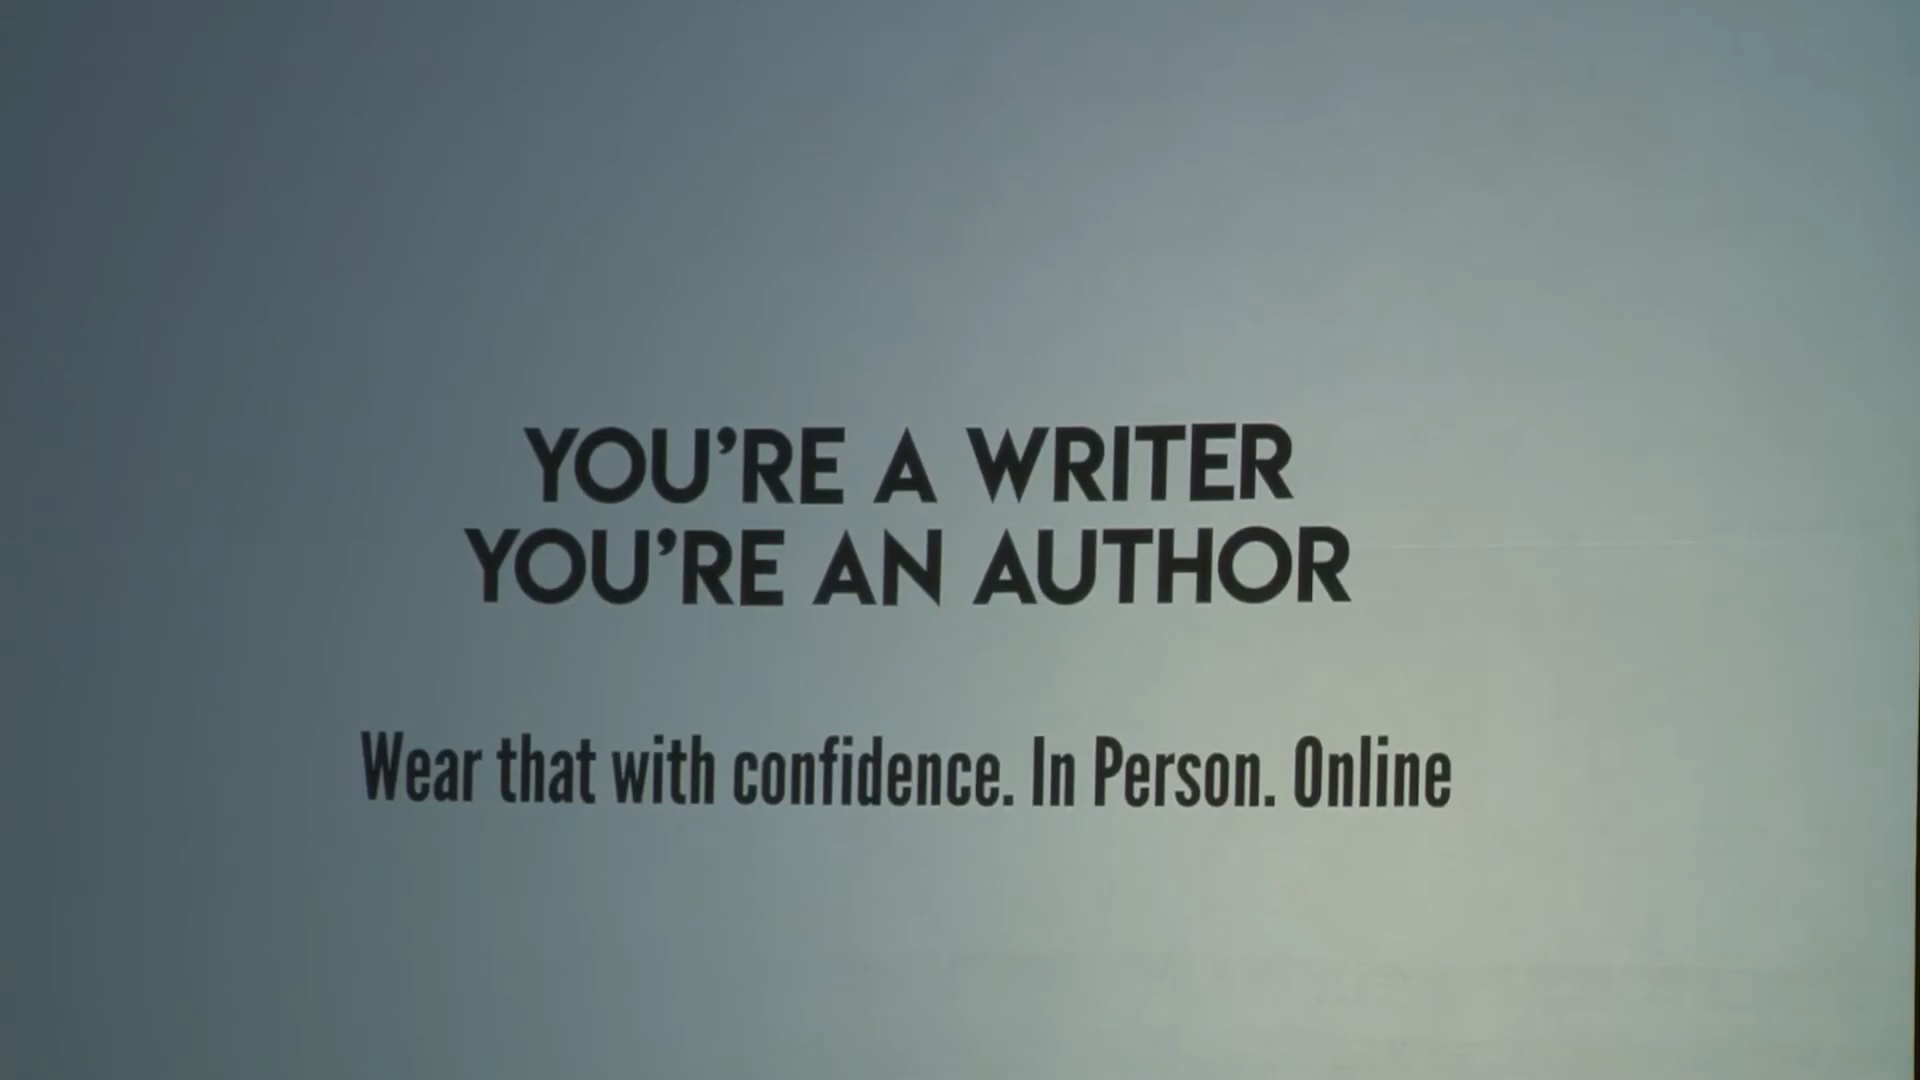 YOU'RE A WRITER
YOU'RE AN AUTHOR
Wear that with confidence. In Person. Online